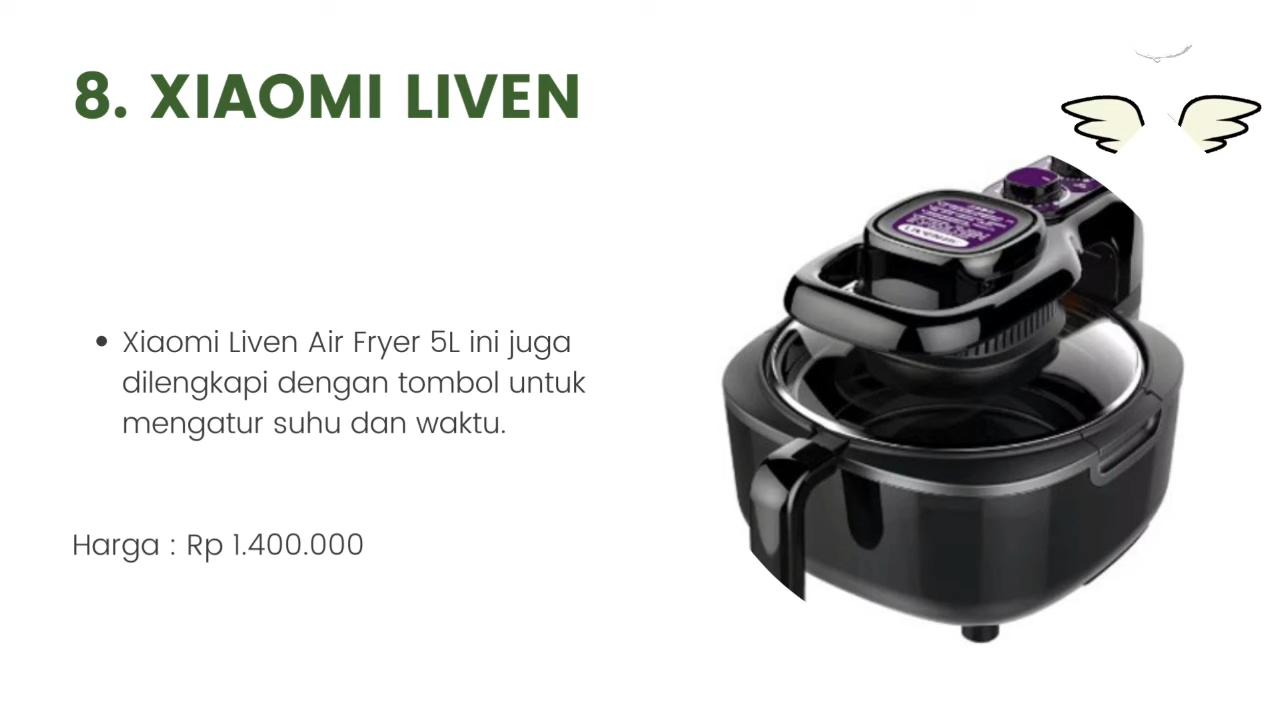 8. XIAOMI LIVEN
Xiaomi Liven Air Fryer 5L ini juga
dilengkapi dengan tombol untuk
mengatur suhu dan waktu.
Harga : Rp 1.400.000